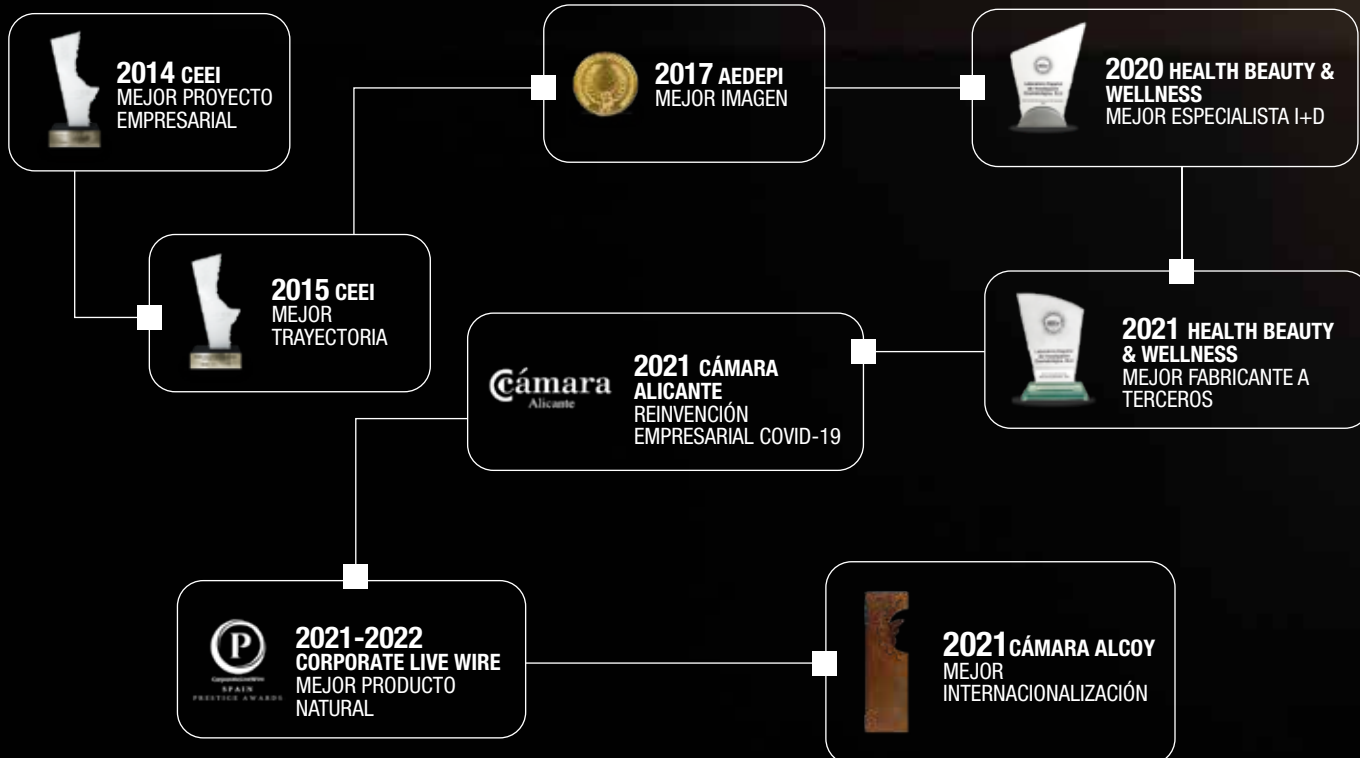 2014 CEEI
MEJOR PROYECTO
EMPRESARIAL
2015 CEEI
MEJOR
TRAYECTORIA
2017 AEDEPI
MEJOR IMAGEN
2020 HEALTH BEAUTY &
WELLNESS
MEJOR ESPECIALISTA I+D
2021 HEALTH BEAUTY
& WELLNESS
MEJOR FABRICANTE A
TERCEROS
cámara
Alicante
2021 CÁMARA
ALICANTE
REINVENCIÓN
EMPRESARIAL COVID-19
P
CorporateLiveWire
SPAIN
PRESTIGE AWARDS
2021-2022
CORPORATE LIVE WIRE
MEJOR PRODUCTO
NATURAL
2021 CÁMARA ALCOY
MEJOR
INTERNACIONALIZACIÓN